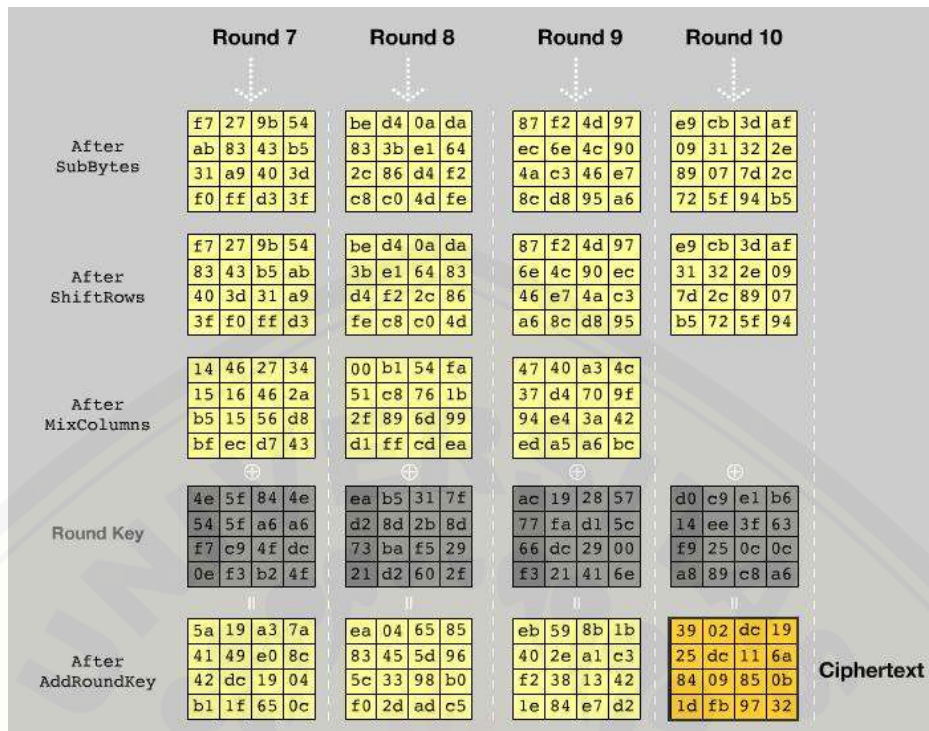 Round 7 Round 8 Round 9 Round 10
f7 27 9b 54 be d4 0a da 87 f2 4d 97 e9 cb 3d af
ab 83 43 b5 83 3b e1 64 ec 6e 4c 90 09 31 32 2e
After
SubBytes
31 a9 40 3d 2c 86 d4 f2 4a c3 46 e7 89 07 7d 2c
f0 ff d3 3f c8 c0 4d fe 8c d8 95 a6 72 5f 94 b5
f7 27 9b 54 be d4 0a da 87 f2 4d 97 e9 cb 3d af
83 43 b5 ab 3b e1 64 83 6e 4c 90 ec 31 32 2e 09
After
ShiftRows
40 3d 31 a9 d4 f2 2c 86 46 e7 4a c3 7d 2c 89 07
3f f0 ff d3 fe c8 c0 4d a6 8c d8 95 b5 72 5f 94
14 46 27 34 00 b1 54 fa 47 40 a3 4c
15 16 46 2a 51 c8 76 1b 37 d4 70 9f
After
MixColumns
b5 15 56 d8 2f 89 6d 99 94 e4 3a 42
bf ec d7 43 d1 ff cd ea ed a5 a6 bc
⊕ ⊕ ⊕ ⊕
4e 5f 84 4e ea b5 31 7f ac 19 28 57 d0 c9 e1 b6
54 5f a6 a6 d2 8d 2b 8d 77 fa d1 5c 14 ee 3f 63
Round Key
f7 c9 4f dc 73 ba f5 29 66 dc 29 00 f9 25 0c 0c
0e f3 b2 4f 21 d2 60 2f f3 21 41 6e a8 89 c8 a6
= = = =
5a 19 a3 7a ea 04 65 85 eb 59 8b 1b 39 02 dc 19
41 49 e0 8c 83 45 5d 96 40 2e a1 c3 25 dc 11 6a
After
AddRoundKey
Ciphertext
42 dc 19 04 5c 33 98 b0 f2 38 13 42 84 09 85 0b
b1 1f 65 0c f0 2d ad c5 1e 84 e7 d2 1d fb 97 32